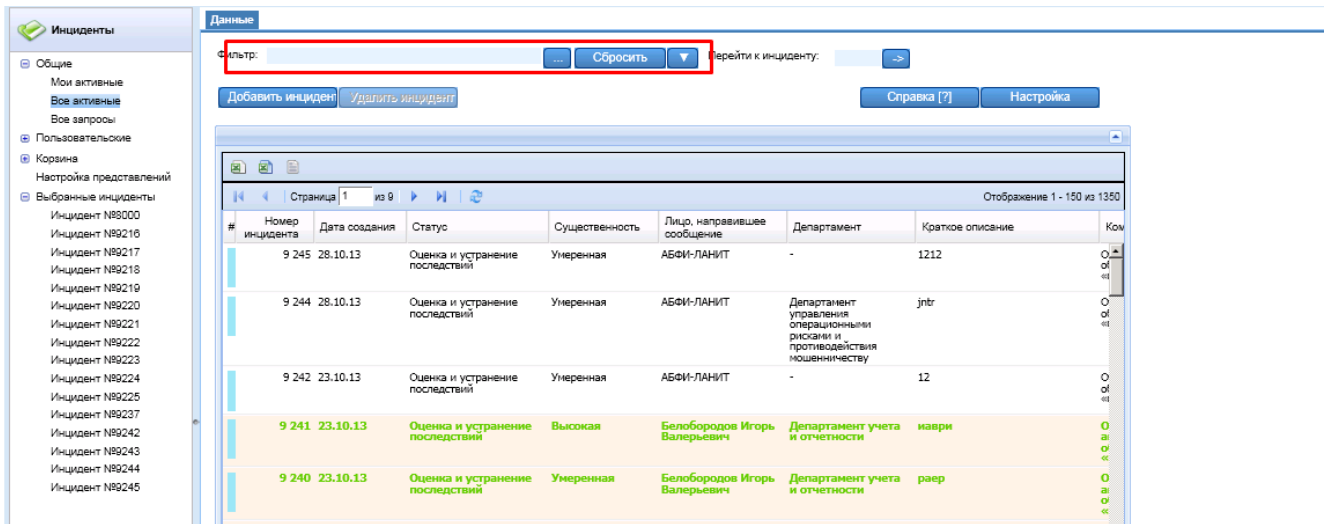 Инциденты
Общие
Мои активные
Все активные
Все запросы
Пользовательские
Корзина
Настройка представлений
Выбранные инциденты
Инцидент №8000
Инцидент №9216
Инцидент №9217
Инцидент №9218
Инцидент №9219
Инцидент №9220
Инцидент №9221
Инцидент №9222
Инцидент №9223
Инцидент №9224
Инцидент №9225
Инцидент №9237
Инцидент №9242
Инцидент №9243
Инцидент №9244
Инцидент №9245
Данные
Фильтр: ... Сбросить ▼ Перейти к инциденту: ->
Добавить инцидент Удалить инцидент Справка [?] Настройка
Страница 1 из 9 Отображение 1 - 150 из 1350
# Номер инцидента Дата создания Статус Существенность Лицо, направившее сообщение Департамент Краткое описание Ком
9 245 28.10.13 Оценка и устранение Умеренная АБФИ-ЛАНИТ - 1212
последствий
9 244 28.10.13 Оценка и устранение Умеренная АБФИ-ЛАНИТ Департамент jntr
последствий управления
операционными
рисками и
противодействия
мошенничеству
9 242 23.10.13 Оценка и устранение Умеренная АБФИ-ЛАНИТ - 12
последствий
9 241 23.10.13 Оценка и устранение Высокая Белобородов Игорь Департамент учета иаври
последствий Валерьевич и отчетности
9 240 23.10.13 Оценка и устранение Умеренная Белобородов Игорь Департамент учета раер
последствий Валерьевич и отчетности